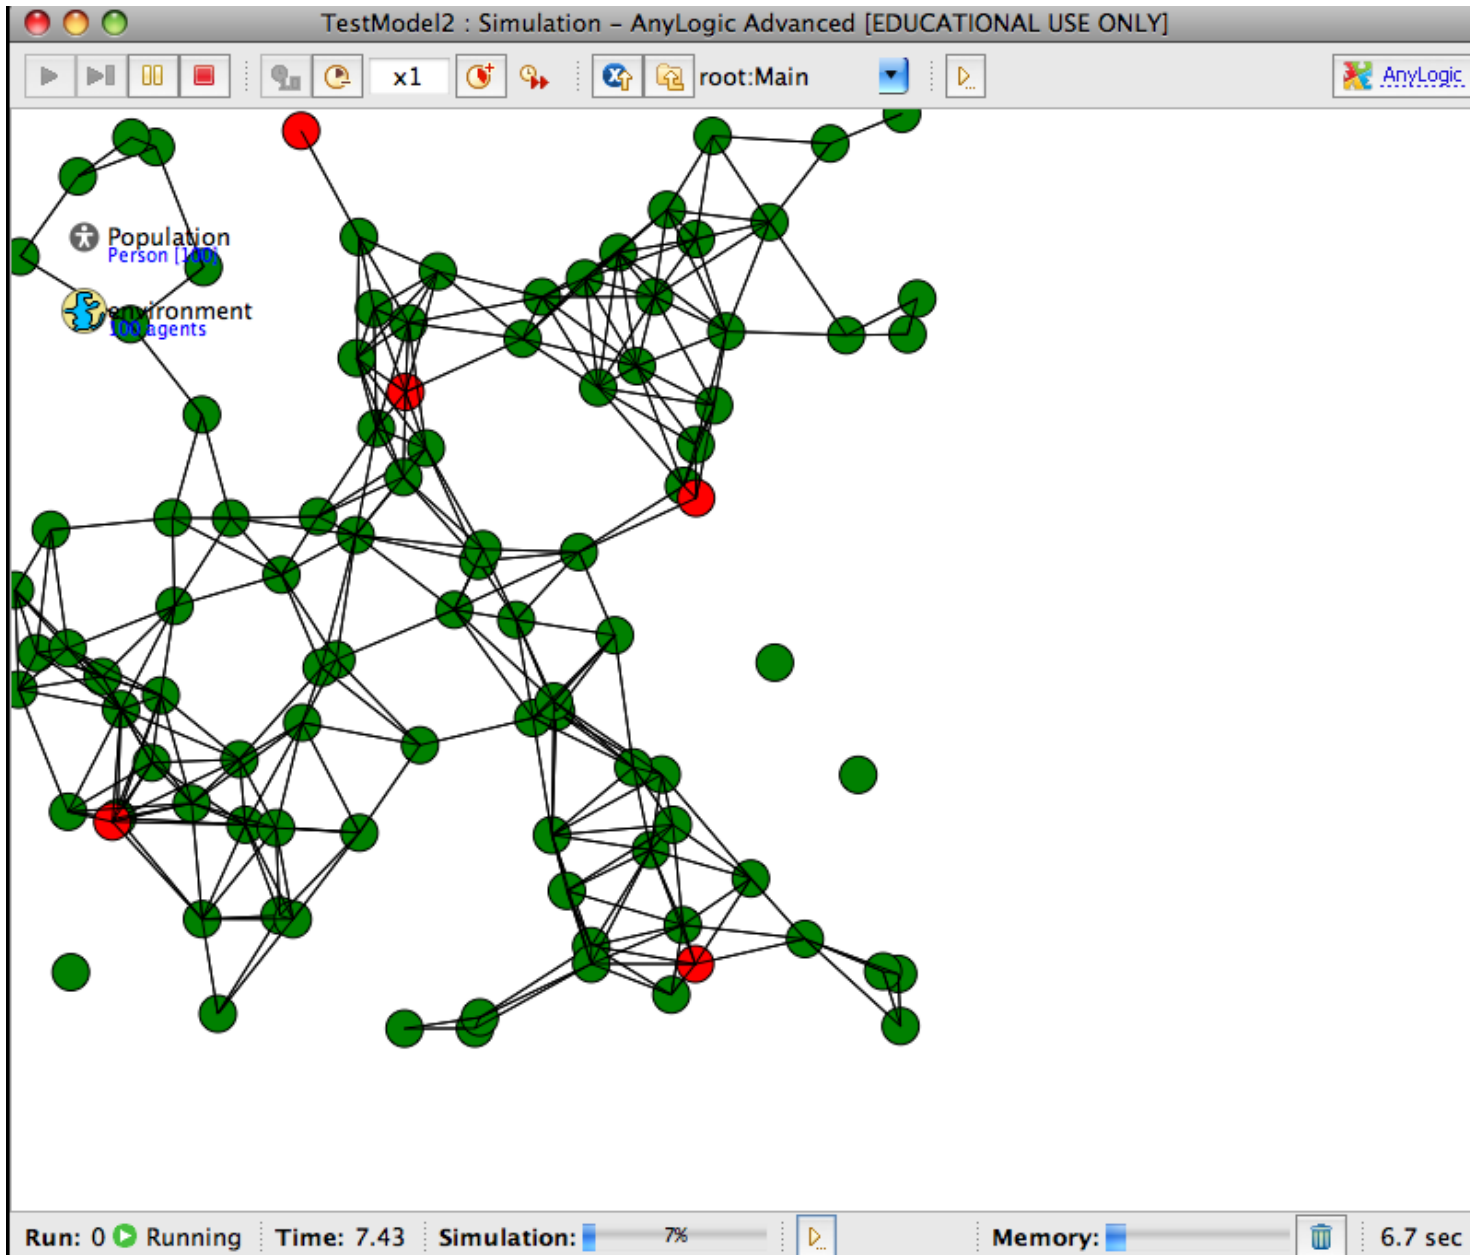 TestModel2 : Simulation – AnyLogic Advanced [EDUCATIONAL USE ONLY]
x1 root:Main AnyLogic
Population
Person [100]
environment
100 agents
Run: 0 Running Time: 7.43 Simulation: 7% Memory: 6.7 sec